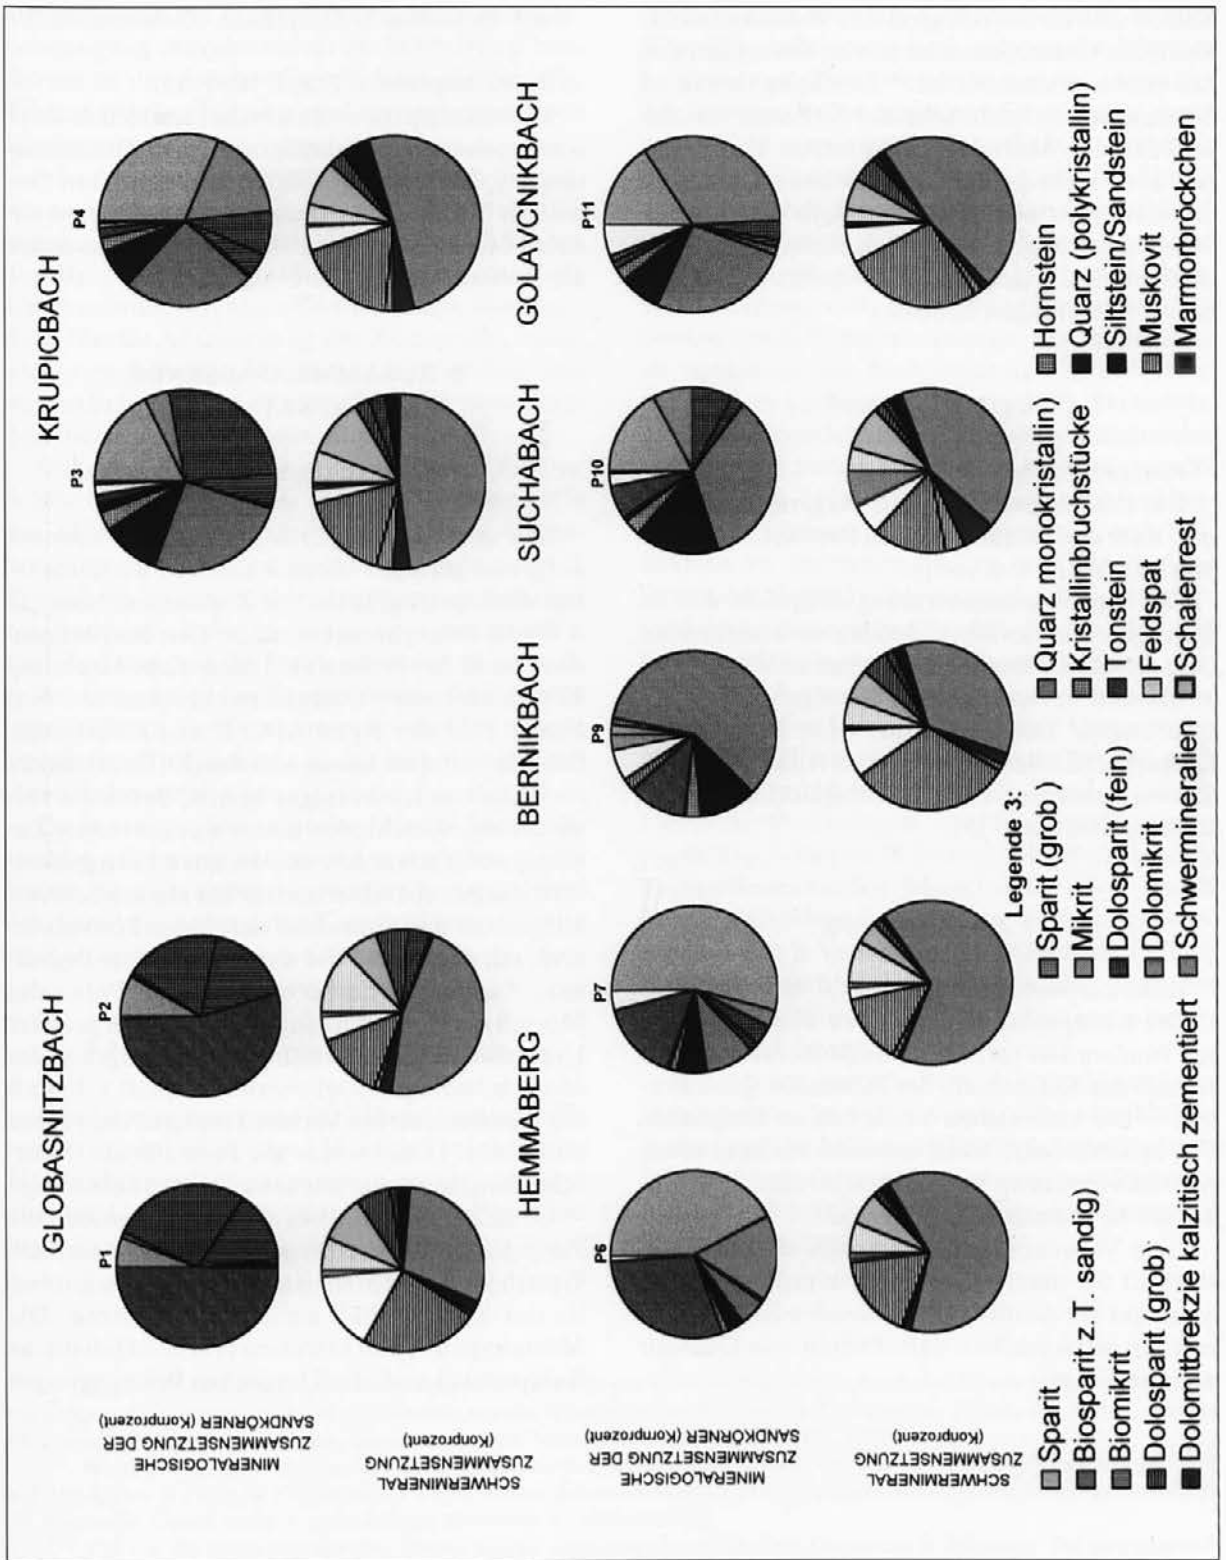 GOBASNITZBACH
KRUPICBACH
P1
P2
P3
P4
MINERALOGISCHE
ZUSAMMENSETZUNG DER
SANDKÖRNER (Kornprozent)
SCHWERMINERAL
ZUSAMMENSETZUNG
(Konprozent)
HEMMABERG
BERNIKBACH
SUCHABACH
GOLAVCNIKBACH
P6
P7
P9
P10
P11
MINERALOGISCHE
ZUSAMMENSETZUNG DER
SANDKÖRNER (Kornprozent)
SCHWERMINERAL
ZUSAMMENSETZUNG
(Kornprozent)
Legende 3:
Sparit
Sparit (grob )
Quarz monokristallin)
Hornstein
Biosparit z.T. sandig)
Mikrit
Kristallinbuchstücke
Quarz (polykristallin)
Biomikrit
Dolosparit (fein)
Tonstein
Siltstein/Sandstein
Dolosparit (grob)
Dolomikrit
Feldspat
Muskovit
Dolomitbrekzie kalzitisch zementiert
Schwermineralien
Schalenrest
Marmorbröckchen